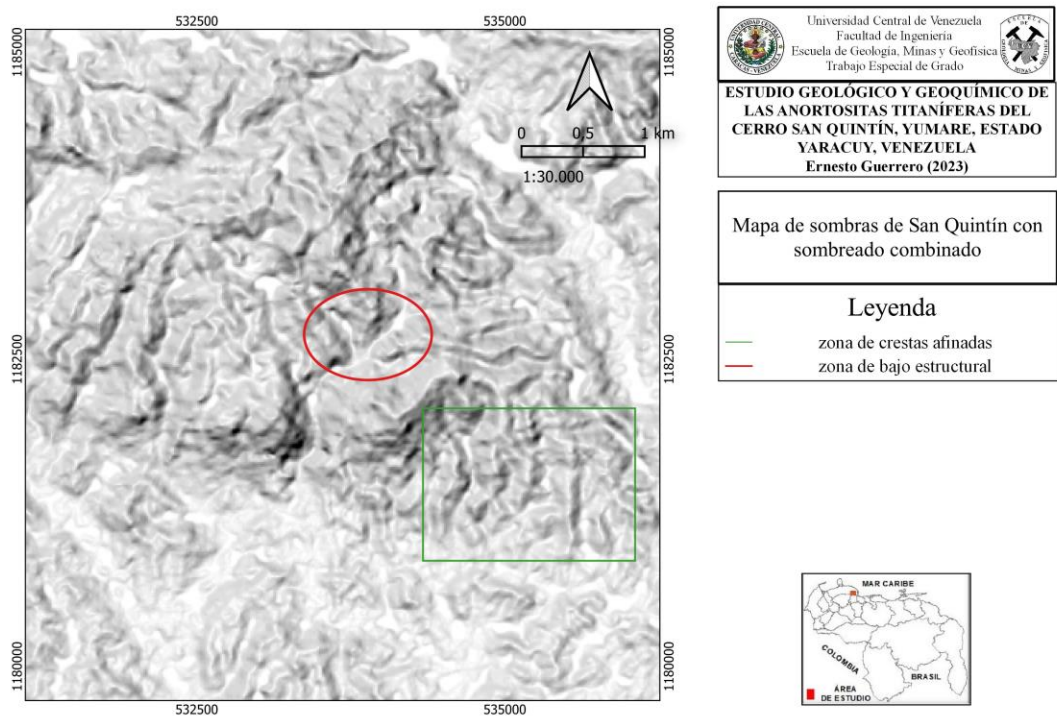 532500
535000
1185000
1185000
0 0,5 1 km
1:30.000
1182500
1182500
1180000
1180000
532500
535000
Universidad Central de Venezuela
Facultad de Ingeniería
Escuela de Geología, Minas y Geofísica
Trabajo Especial de Grado
ESTUDIO GEOLÓGICO Y GEOQUÍMICO DE
LAS ANORTOSITAS TITANÍFERAS DEL
CERRO SAN QUINTÍN, YUMARE, ESTADO
YARACUY, VENEZUELA
Ernesto Guerrero (2023)
Mapa de sombras de San Quintín con
sombreado combinado
Leyenda
zona de crestas afinadas
zona de bajo estructural
MAR CARIBE
COLOMBIA
BRASIL
ÁREA
DE ESTUDIO